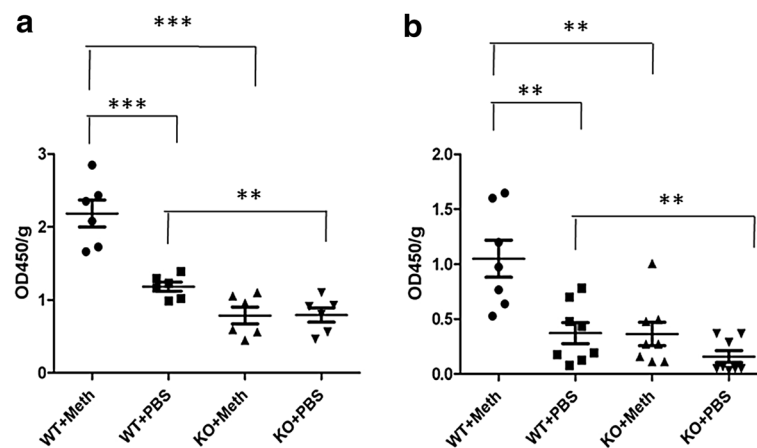 a
***
***
**
3
2
1
0
OD450/g
WT+Meth
WT+PBS
KO+Meth
KO+PBS
b
**
**
**
2.0
1.5
1.0
0.5
0.0
OD450/g
WT+Meth
WT+PBS
KO+Meth
KO+PBS